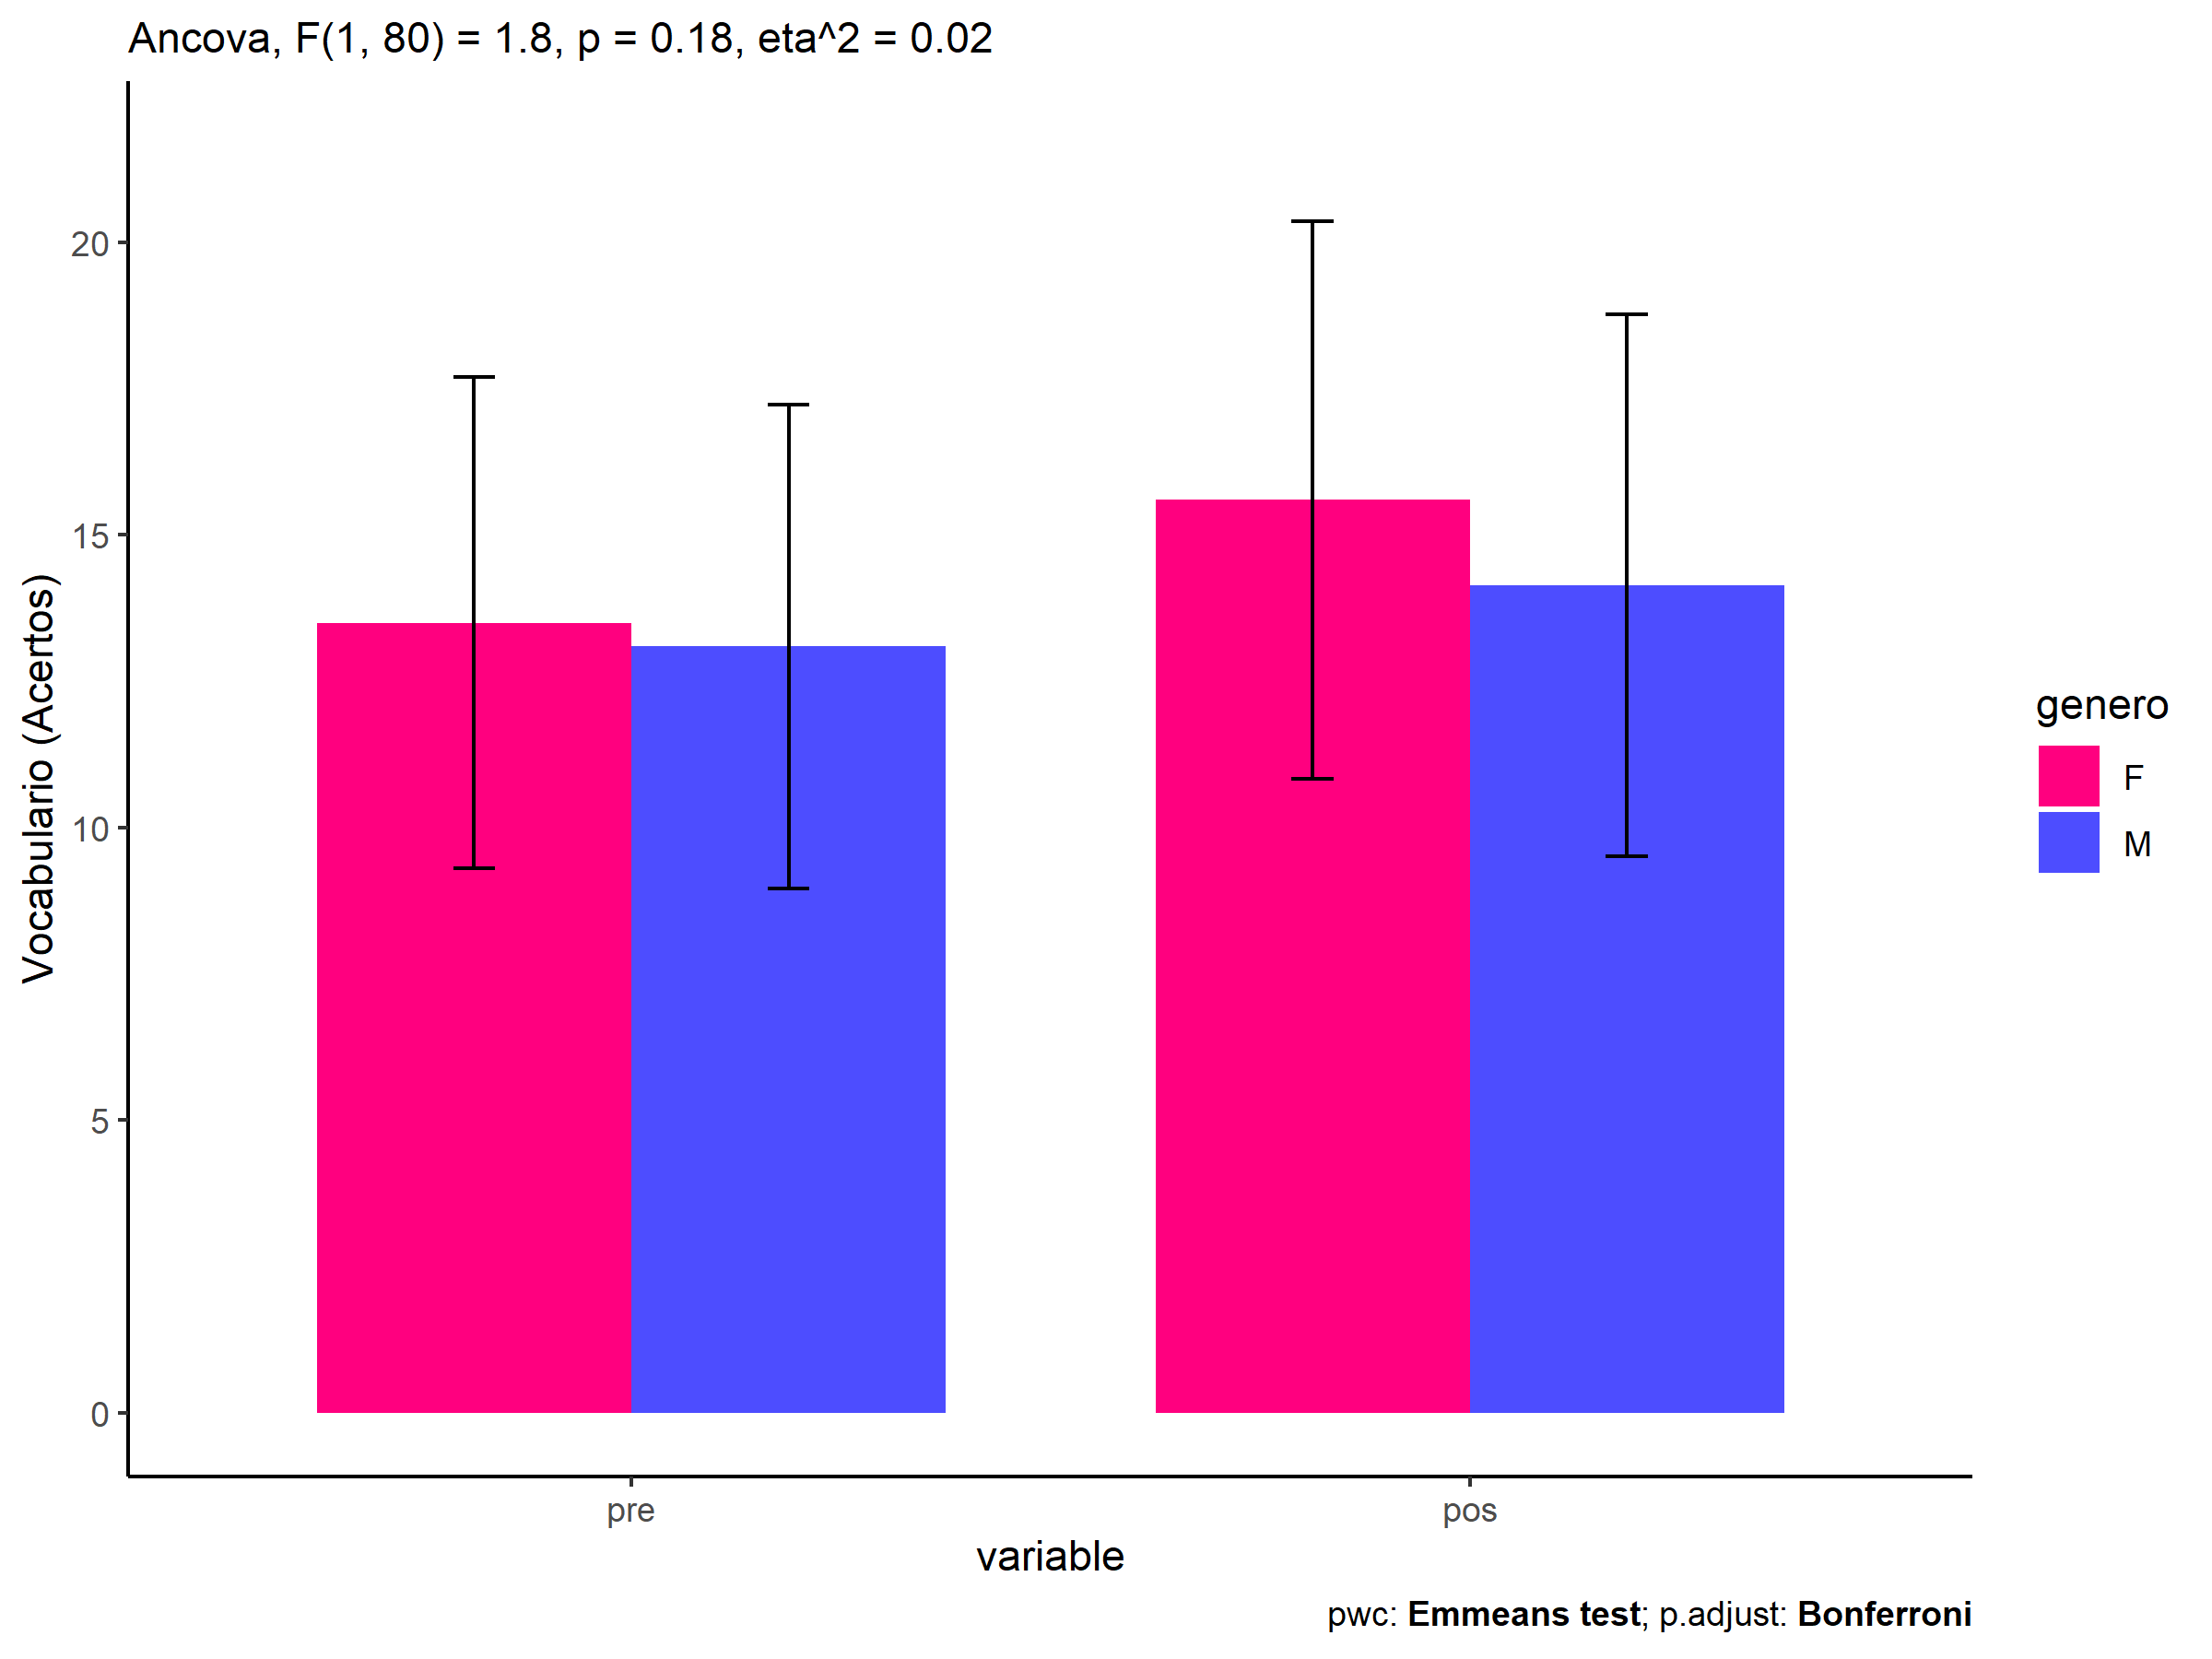 Ancova, F(1, 80) = 1.8, p = 0.18, eta^2 = 0.02
Vocabulario (Acertos)
20
15
10
5
0
pre
pos
variable
genero
F
M
pwc: Emmeans test; p.adjust: Bonferroni